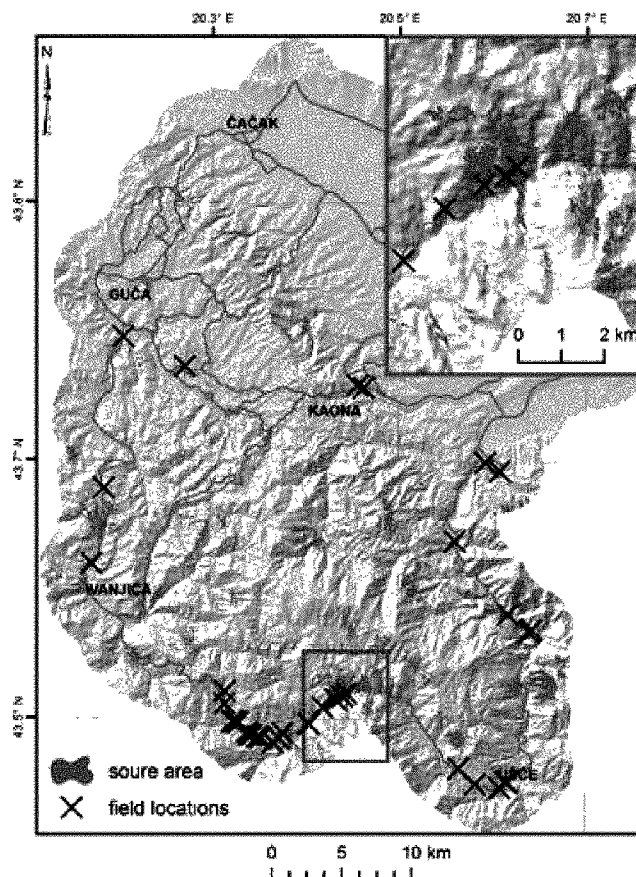 20.3° E
20.5° E
20.7° E
N
ČAČAK
43.8° N
GUČA
0 1 2 km
KAONA
43.7° N
WANJICA
43.5° N
soure area
field locations
0 5 10 km